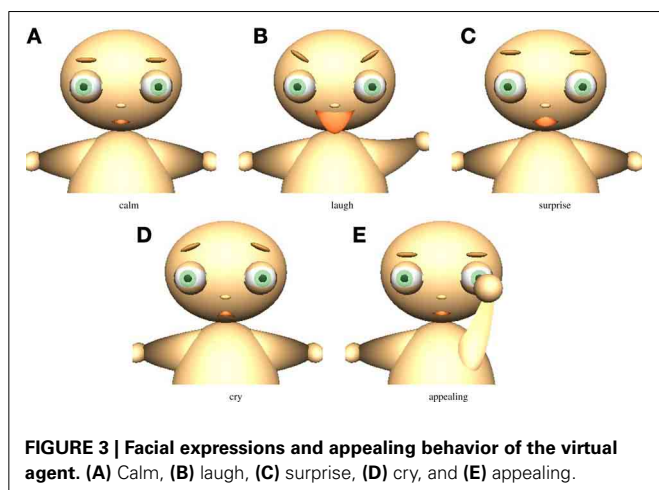 A
B
C
calm
laugh
surprise
D
E
cry
appealing
FIGURE 3 | Facial expressions and appealing behavior of the virtual
agent. (A) Calm, (B) laugh, (C) surprise, (D) cry, and (E) appealing.